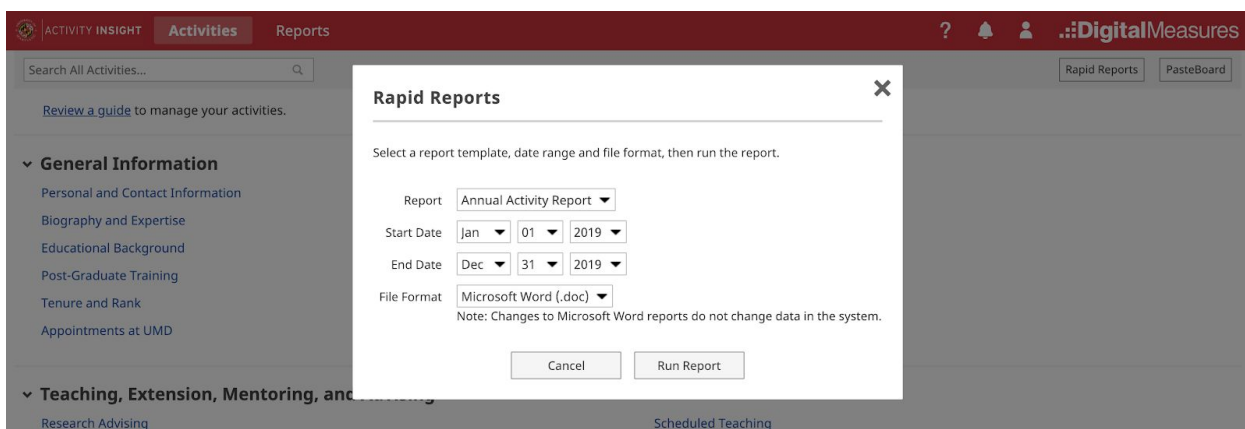 ACTIVITY INSIGHT Activities Reports ? .:: DigitalMeasures
Search All Activities... Rapid Reports PasteBoard
Review a guide to manage your activities.
Rapid Reports
Select a report template, date range and file format, then run the report.
Report Annual Activity Report
Start Date Jan 01 2019
End Date Dec 31 2019
File Format Microsoft Word (.doc)
Note: Changes to Microsoft Word reports do not change data in the system.
Cancel Run Report
General Information
Personal and Contact Information
Biography and Expertise
Educational Background
Post-Graduate Training
Tenure and Rank
Appointments at UMD
Teaching, Extension, Mentoring, and
Research Advising Scheduled Teaching